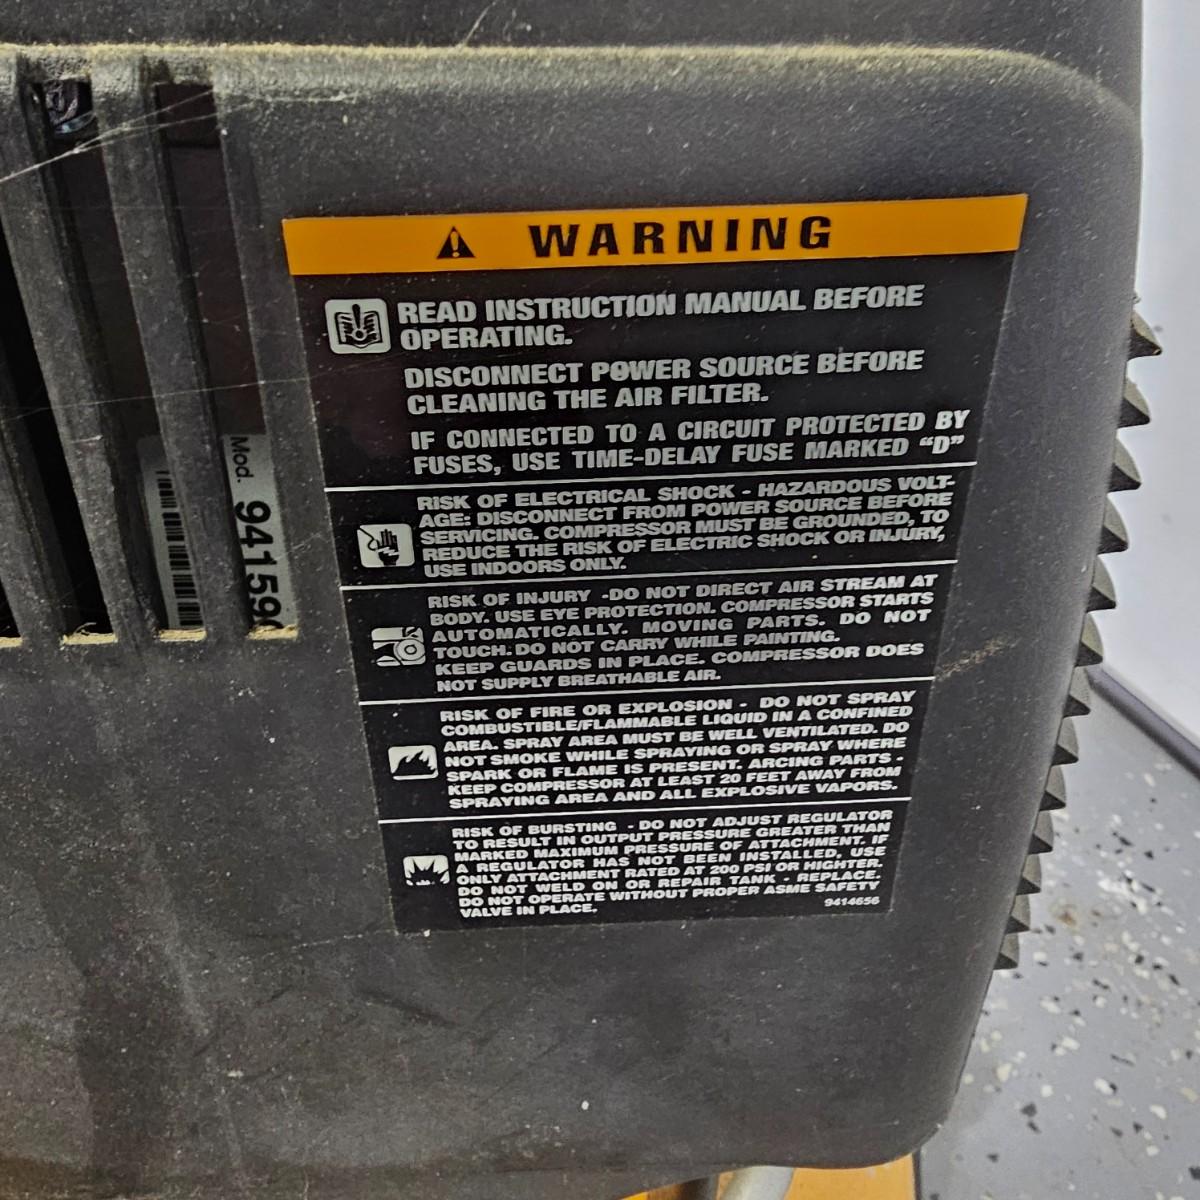 WARNING
READ INSTRUCTION MANUAL BEFORE
OPERATING.
DISCONNECT POWER SOURCE BEFORE
CLEANING THE AIR FILTER.
IF CONNECTED TO A CIRCUIT PROTECTED BY
FUSES, USE TIME-DELAY FUSE MARKED “D”
RISK OF ELECTRICAL SHOCK - HAZARDOUS VOLT-
AGE: DISCONNECT FROM POWER SOURCE BEFORE
SERVICING. COMPRESSOR MUST BE GROUNDED, TO
REDUCE THE RISK OF ELECTRIC SHOCK OR INJURY,
USE INDOORS ONLY.
RISK OF INJURY -DO NOT DIRECT AIR STREAM AT
BODY. USE EYE PROTECTION. COMPRESSOR STARTS
AUTOMATICALLY. MOVING PARTS. DO NOT
TOUCH. DO NOT CARRY WHILE PAINTING.
KEEP GUARDS IN PLACE. COMPRESSOR DOES
NOT SUPPLY BREATHABLE AIR.
RISK OF FIRE OR EXPLOSION - DO NOT SPRAY
COMBUSTIBLE/FLAMMABLE LIQUID IN A CONFINED
AREA. SPRAY AREA MUST BE WELL VENTILATED. DO
NOT SMOKE WHILE SPRAYING OR SPRAY WHERE
SPARK OR FLAME IS PRESENT. ARCING PARTS -
KEEP COMPRESSOR AT LEAST 20 FEET AWAY FROM
SPRAYING AREA AND ALL EXPLOSIVE VAPORS.
RISK OF BURSTING - DO NOT ADJUST REGULATOR
TO RESULT IN OUTPUT PRESSURE GREATER THAN
MARKED MAXIMUM PRESSURE OF ATTACHMENT. IF
A REGULATOR HAS NOT BEEN INSTALLED, USE
ONLY ATTACHMENT RATED AT 200 PSI OR HIGHTER.
DO NOT WELD ON OR REPAIR TANK - REPLACE.
DO NOT OPERATE WITHOUT PROPER ASME SAFETY
VALVE IN PLACE.
9414656
Mod. 94159